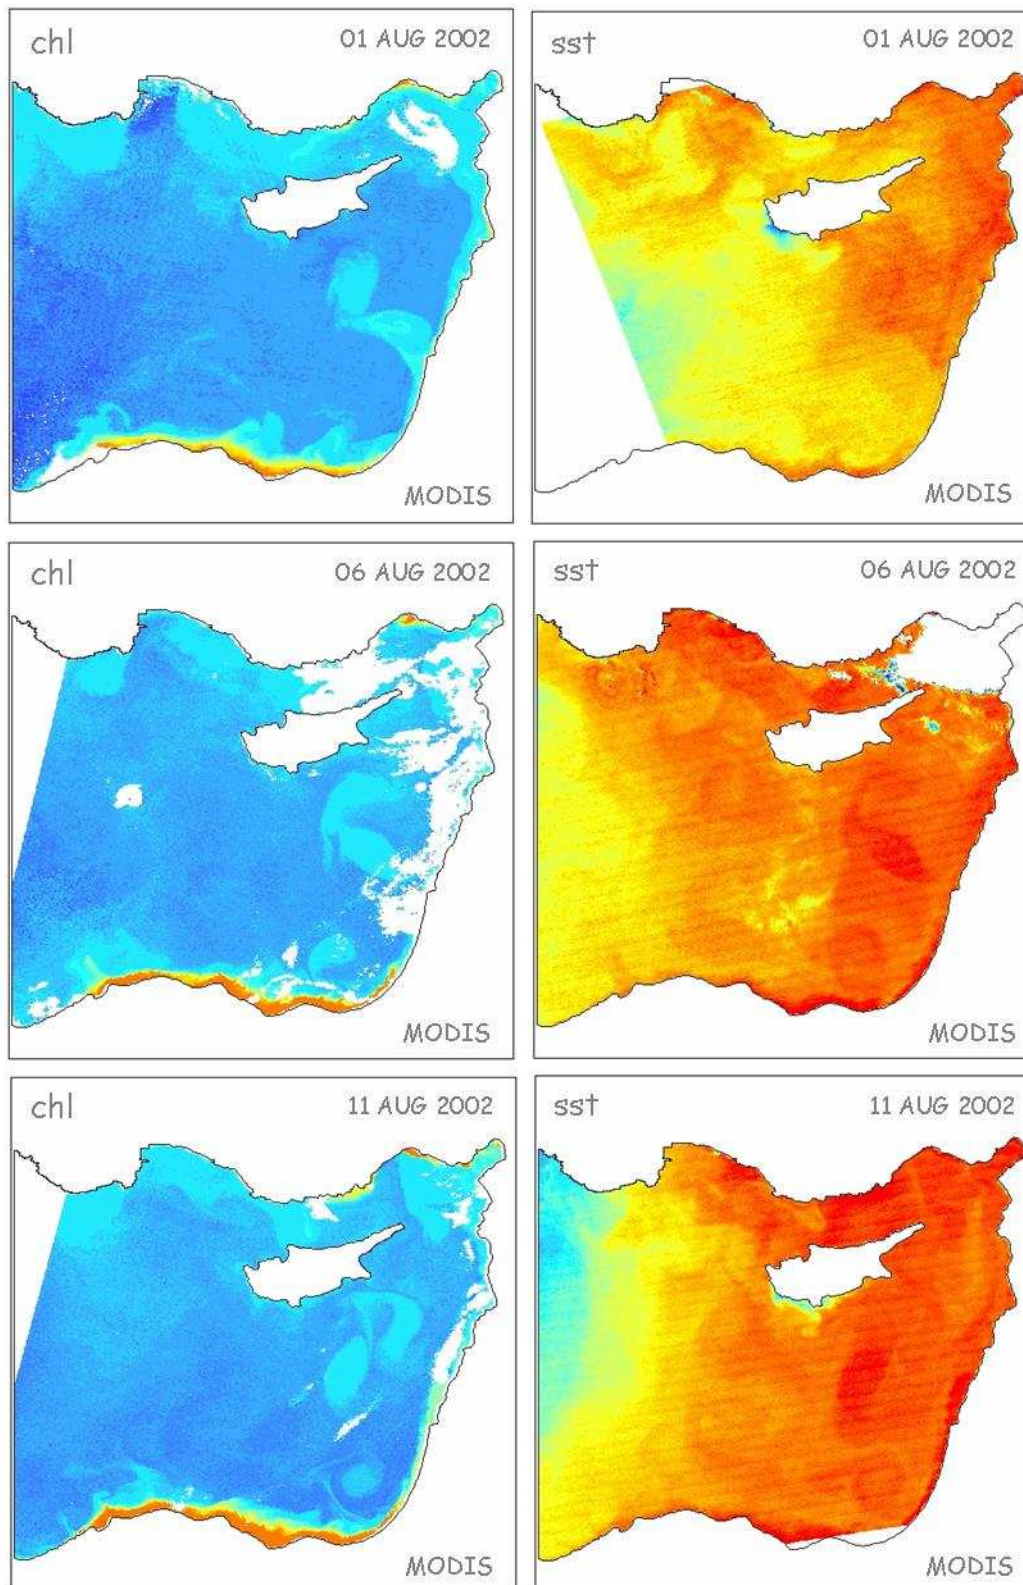 chl 01 AUG 2002
MODIS
sst 01 AUG 2002
MODIS
chl 06 AUG 2002
MODIS
sst 06 AUG 2002
MODIS
chl 11 AUG 2002
MODIS
sst 11 AUG 2002
MODIS